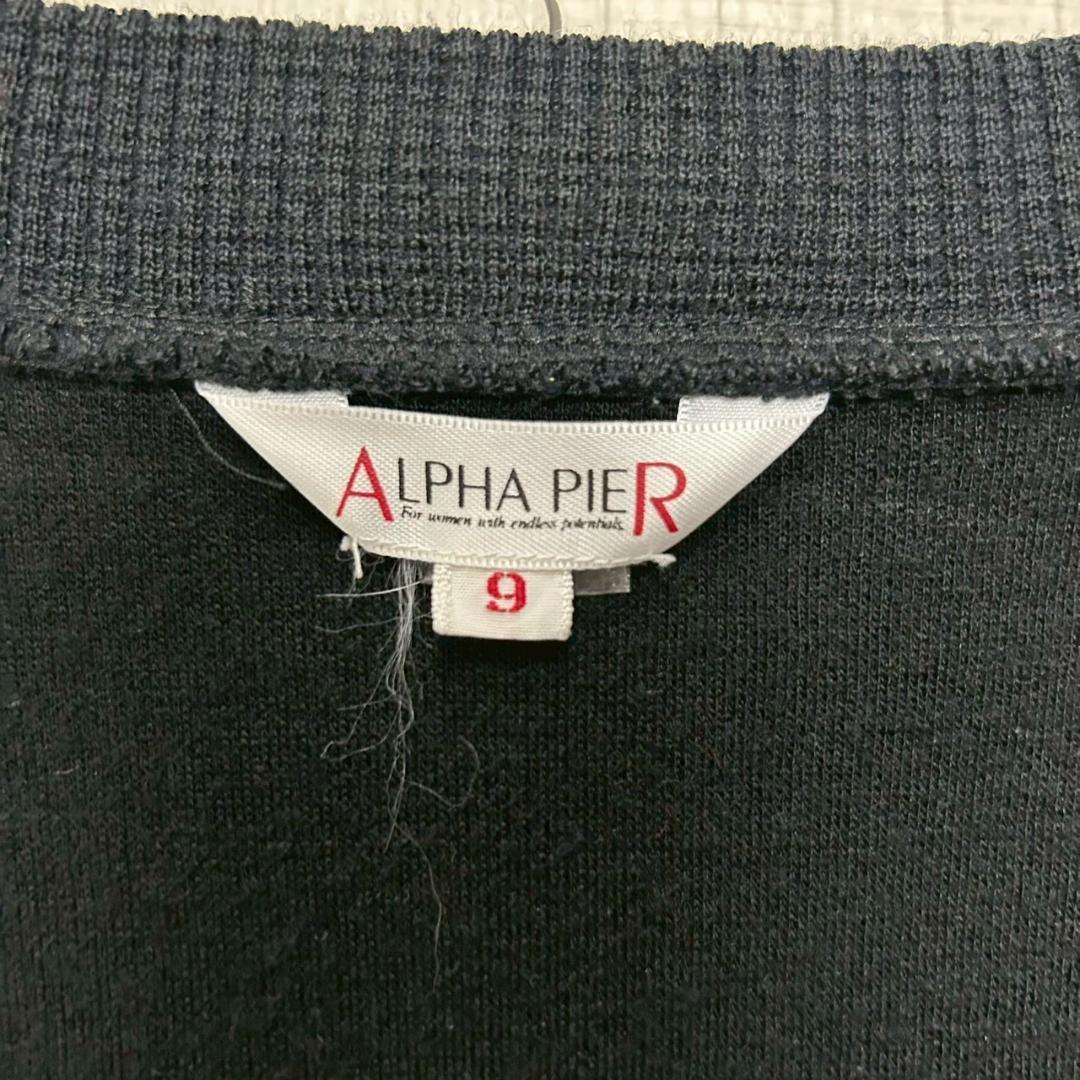 ALPHA PIER
For women with endless potentials.
9